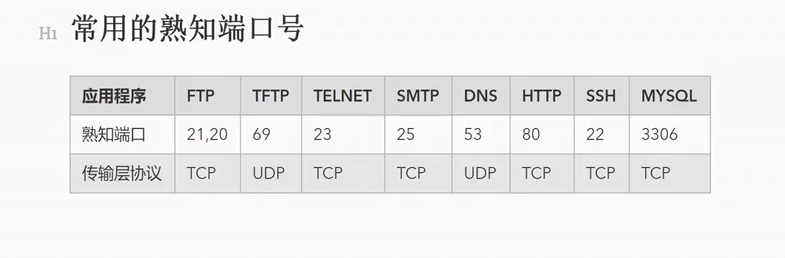 H1 常用的熟知端口号
应用程序 FTP TFTP TELNET SMTP DNS HTTP SSH MYSQL
熟知端口 21,20 69 23 25 53 80 22 3306
传输层协议 TCP UDP TCP TCP UDP TCP TCP TCP